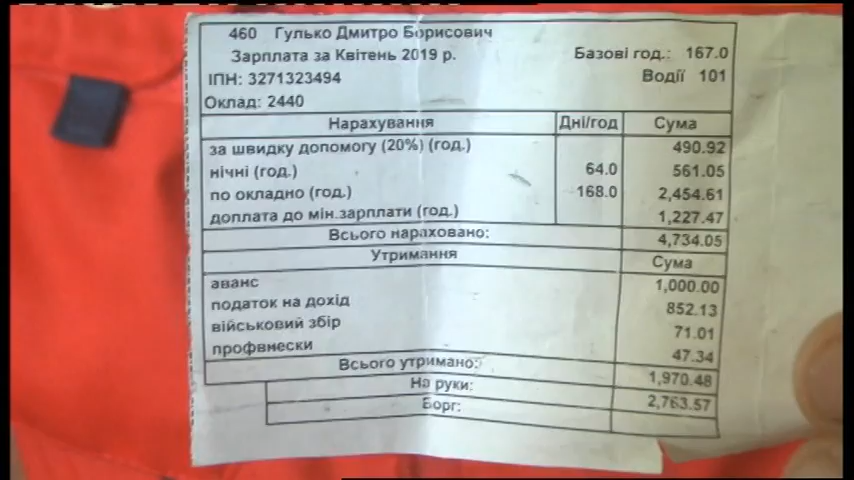 460 Гулько Дмитро Борисович
Зарплата за Квітень 2019 р. Базові год.: 167.0
ІПН: 3271323494 Водії 101
Оклад: 2440
Нарахування Дні/год Сума
за швидку допомогу (20%) (год.) 490.92
нічні (год.) 64.0 561.05
по окладно (год.) 168.0 2,454.61
доплата до мін.зарплати (год.) 1,227.47
Всього нараховано: 4,734.05
Утримання Сума
аванс 1,000.00
податок на дохід 852.13
військовий збір 71.01
профвнески 47.34
Всього утримано: 1,970.48
На руки: 2,763.57
Борг: